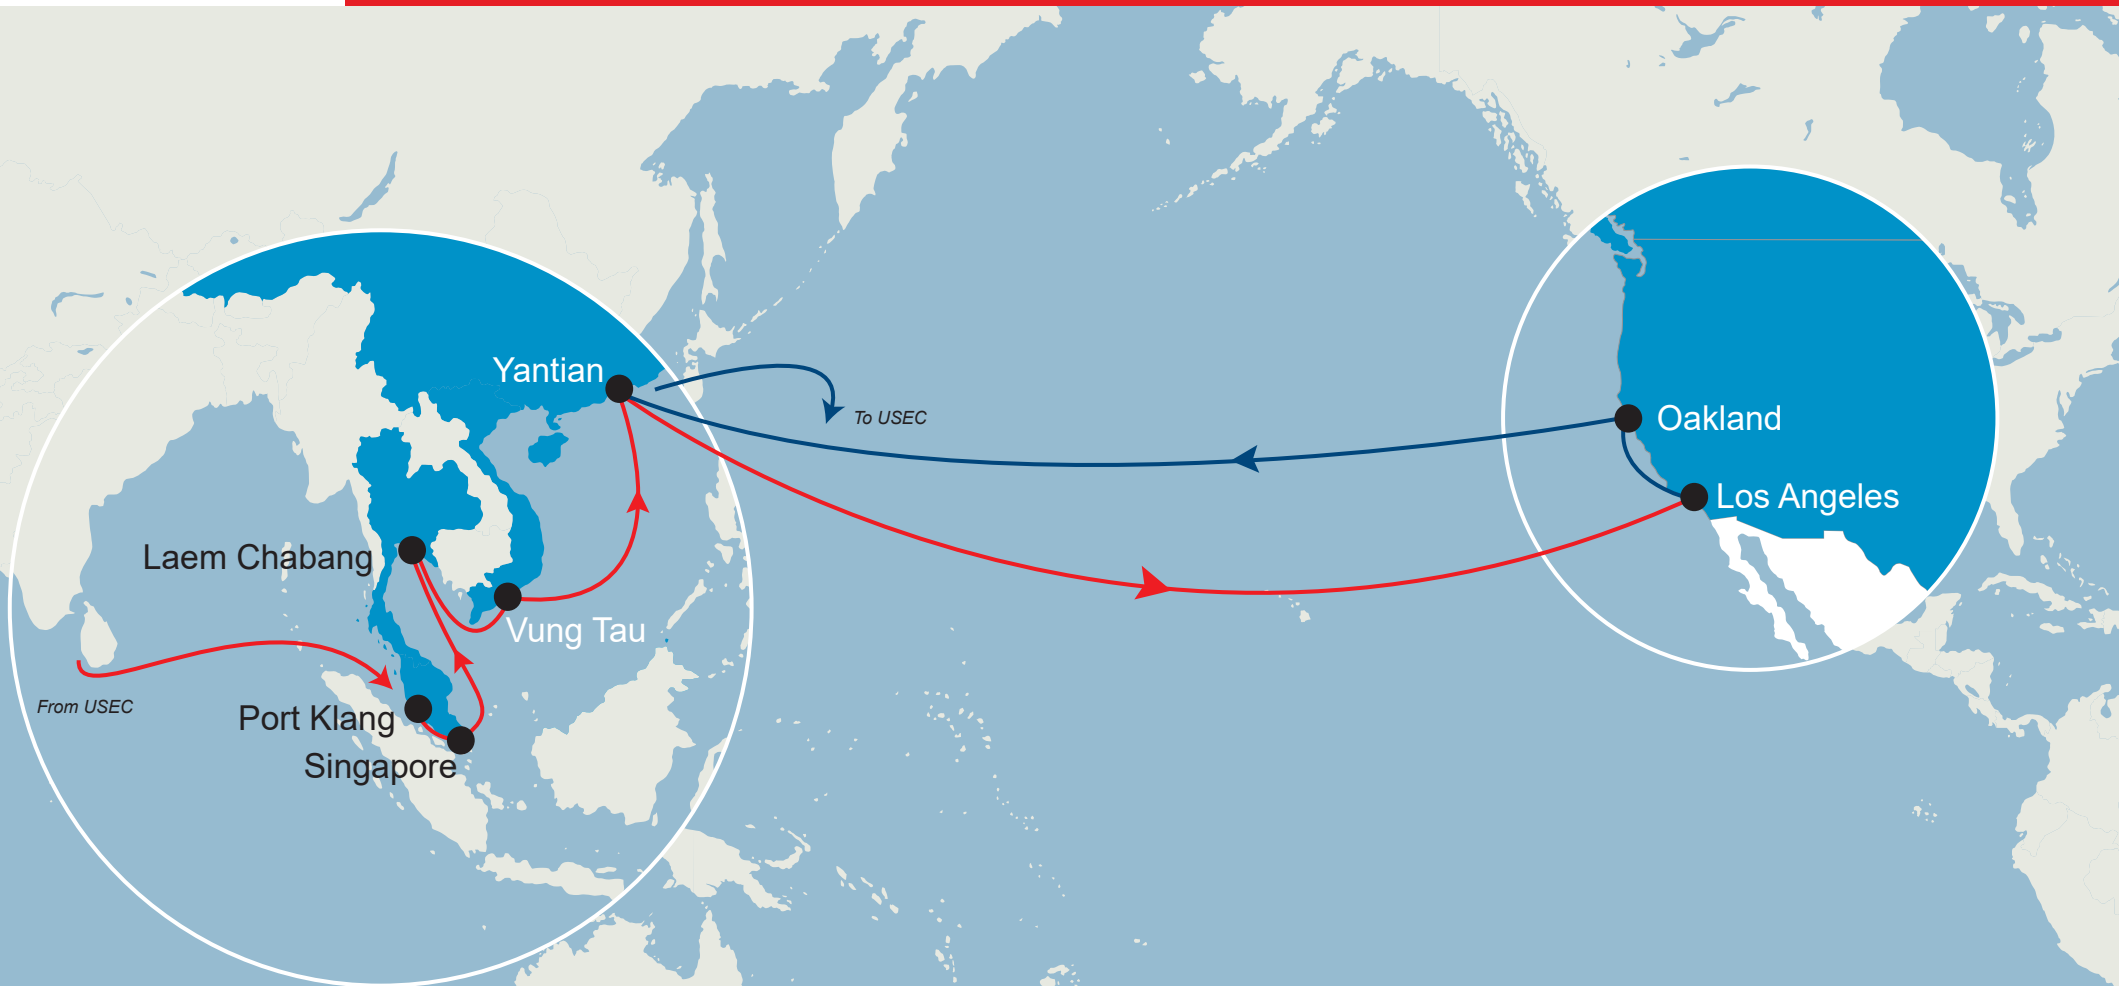 Yantian
To USEC
Oakland
Los Angeles
Laem Chabang
Vung Tau
From USEC
Port Klang
Singapore